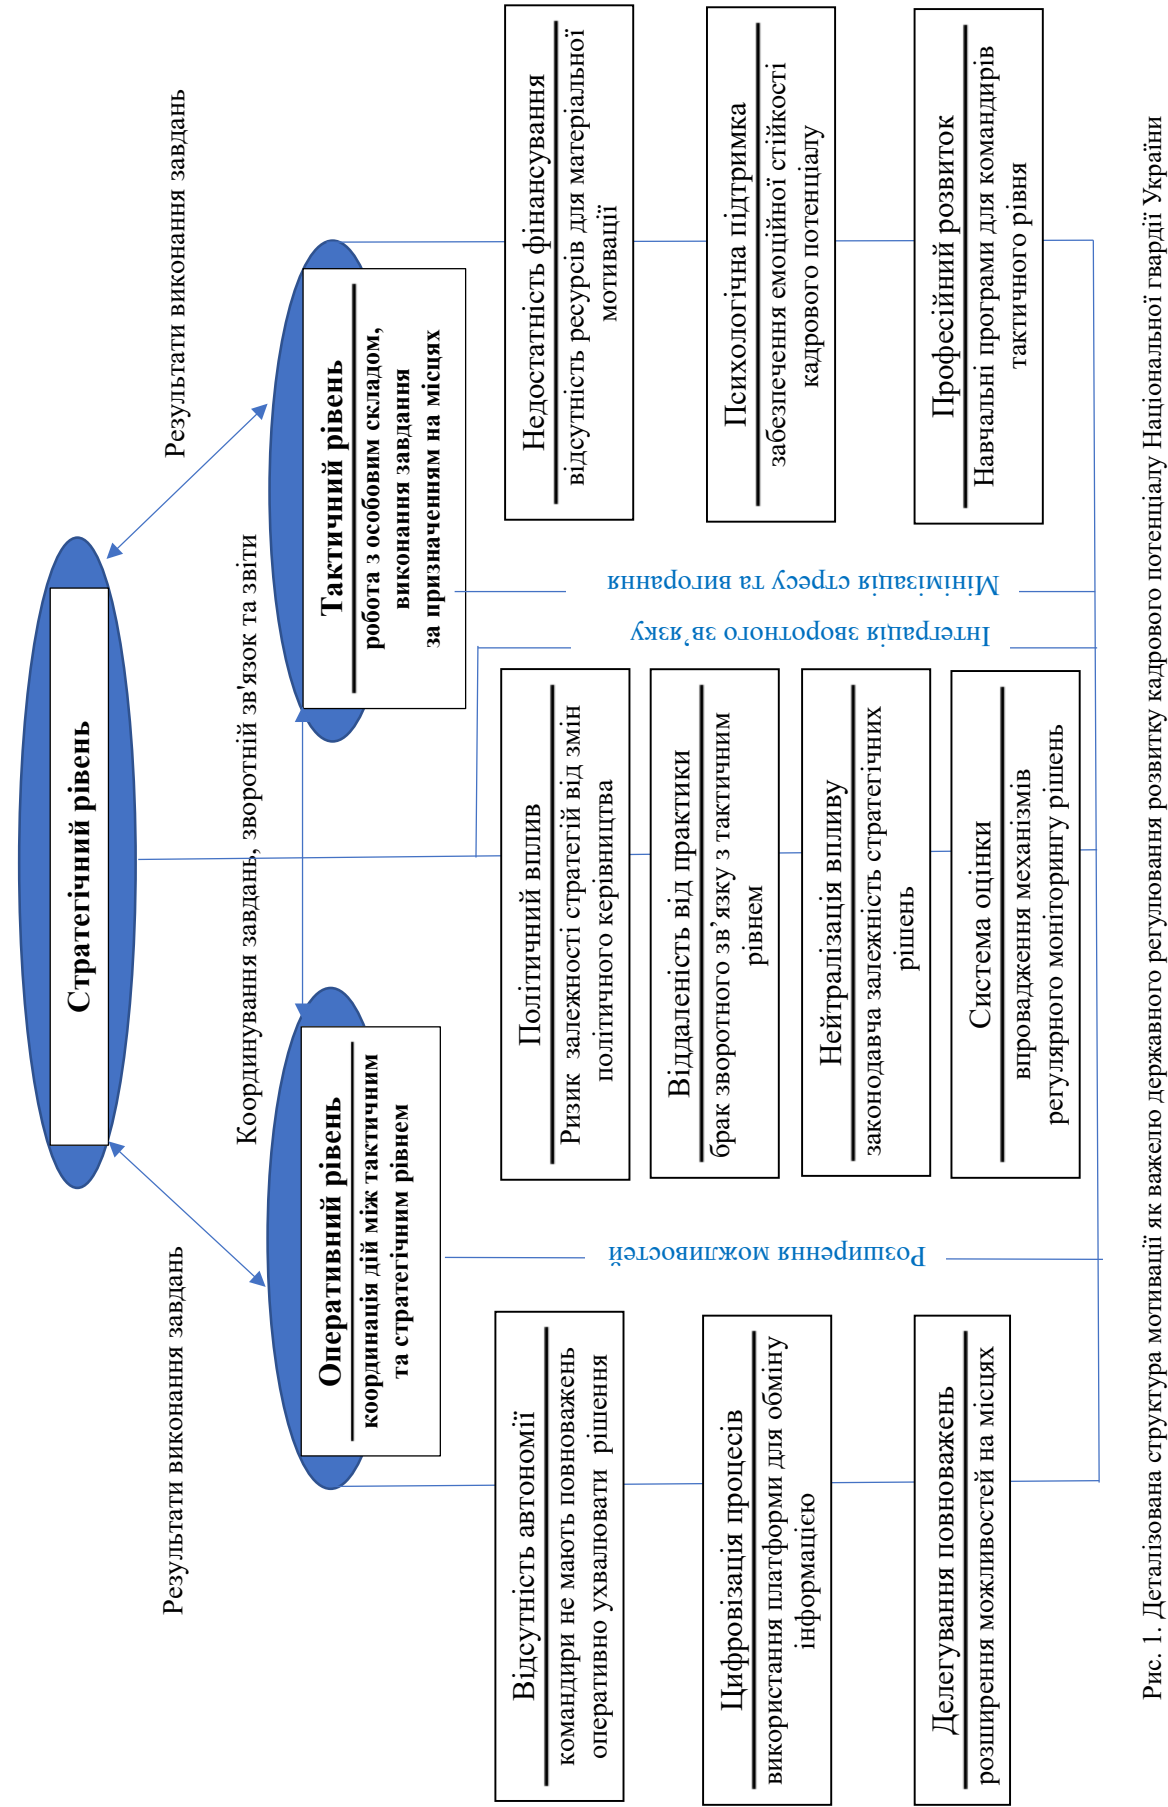 Стратегічний рівень
Результати виконання завдань
Результати виконання завдань
Координування завдань, зворотній зв'язок та звіти
Оперативний рівень
координація дій між тактичним
та стратегічним рівнем
Тактичний рівень
робота з особовим складом,
виконання завдання
за призначенням на місцях
Відсутність автономії
командири не мають повноважень
оперативно ухвалювати рішення
Цифровізація процесів
використання платформи для обміну
інформацією
Делегування повноважень
розширення можливостей на місцях
Розширення можливостей
Політичний вплив
Ризик залежності стратегій від змін
політичного керівництва
Віддаленість від практики
брак зворотного зв’язку з тактичним
рівнем
Нейтралізація впливу
законодавча залежність стратегічних
рішень
Система оцінки
впровадження механізмів
регулярного моніторингу рішень
Інтеграція зворотного зв’язку
Мінімізація стресу та вигорання
Недостатність фінансування
відсутність ресурсів для матеріальної
мотивації
Психологічна підтримка
забезпечення емоційної стійкості
кадрового потенціалу
Професійний розвиток
Навчальні програми для командирів
тактичного рівня
Рис. 1. Деталізована структура мотивації як важелю державного регулювання розвитку кадрового потенціалу Національної гвардії України